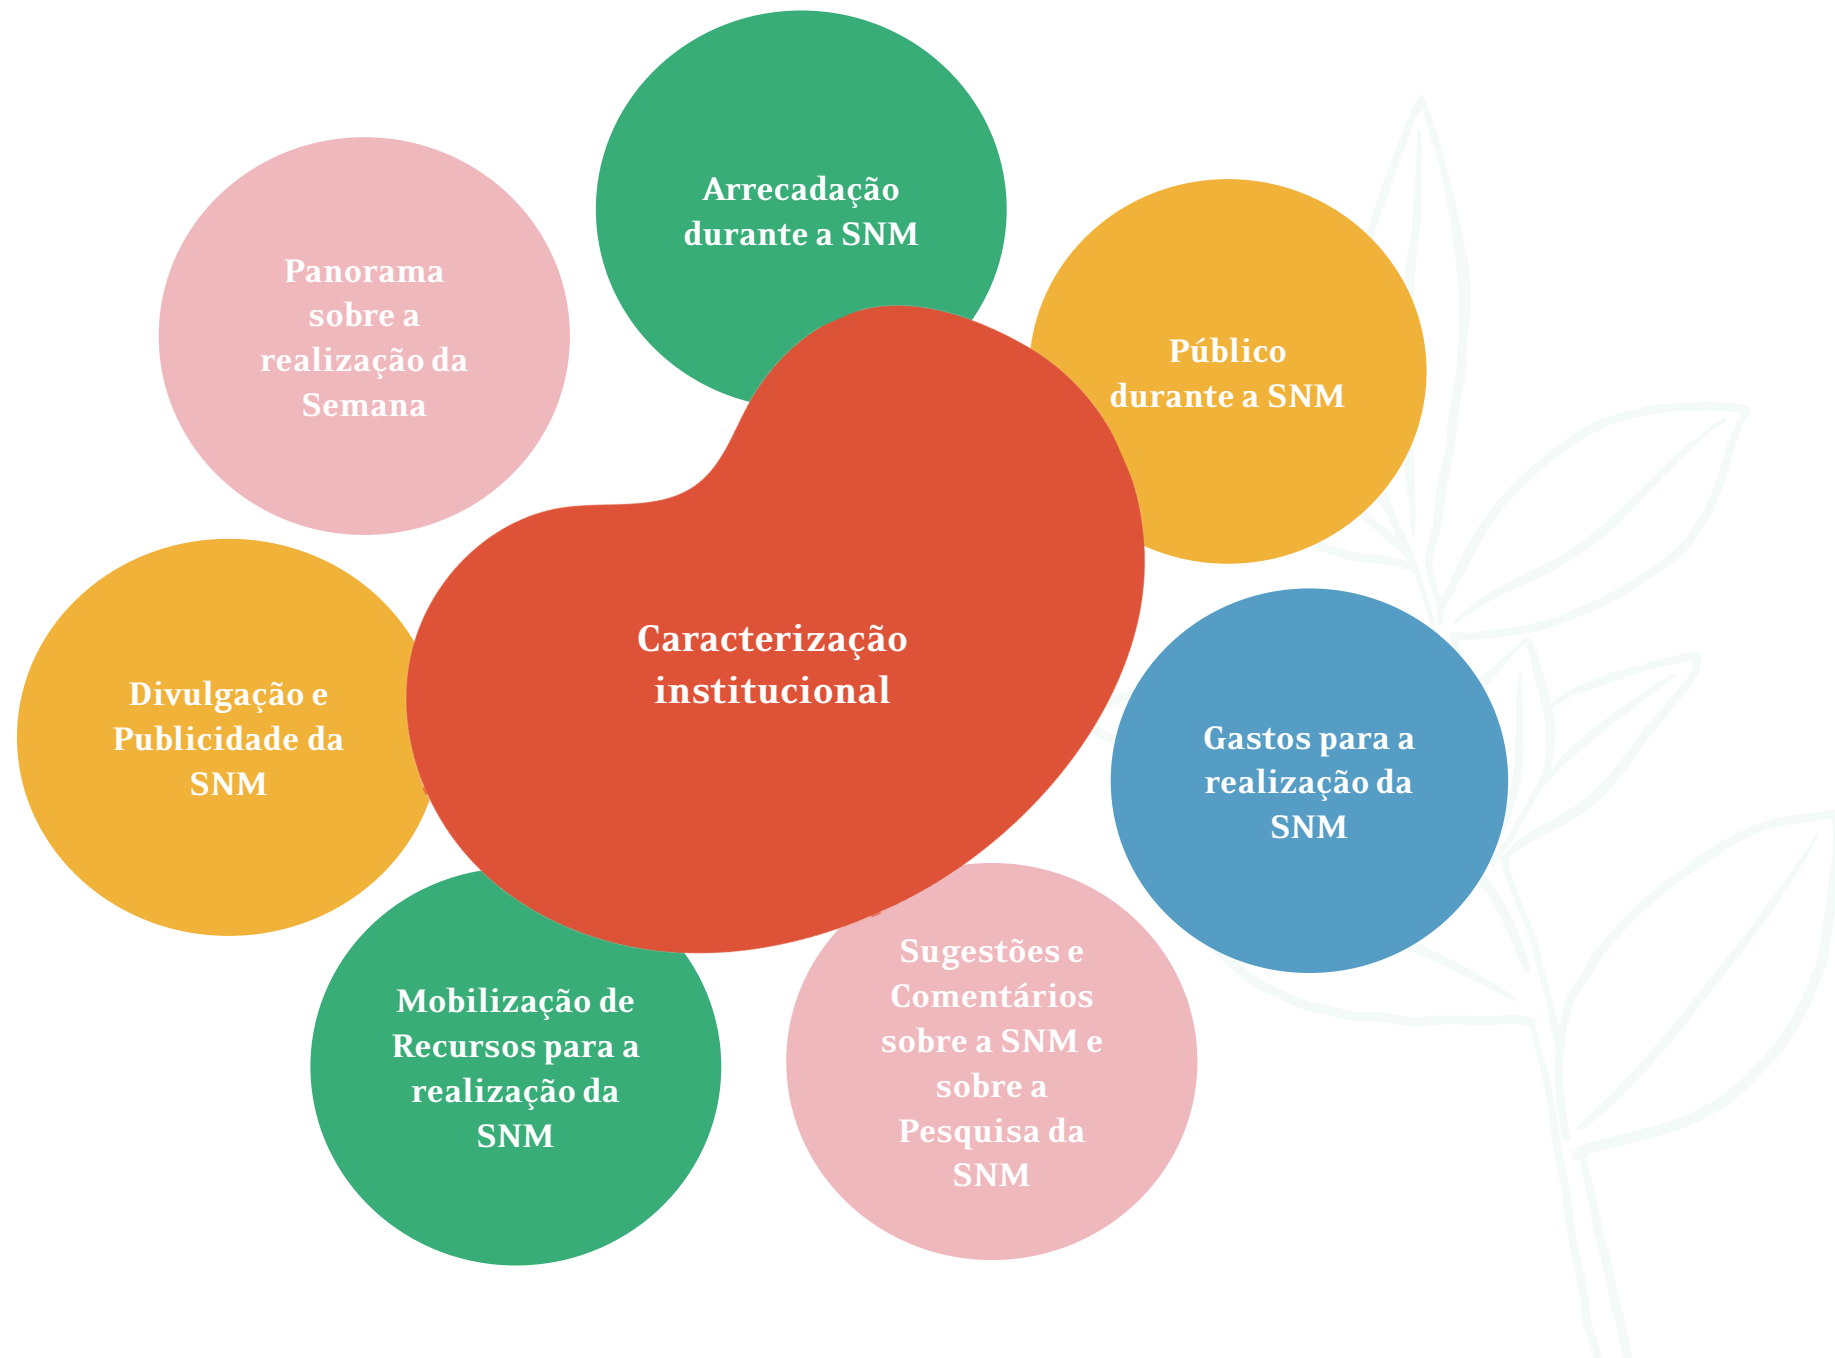 Arrecadação
durante a SNM
Panorama
sobre a
realização da
Semana
Público
durante a SNM
Caracterização
institucional
Divulgação e
Publicidade da
SNM
Gastos para a
realização da
SNM
Mobilização de
Recursos para a
realização da
SNM
Sugestões e
Comentários
sobre a SNM e
sobre a
Pesquisa da
SNM